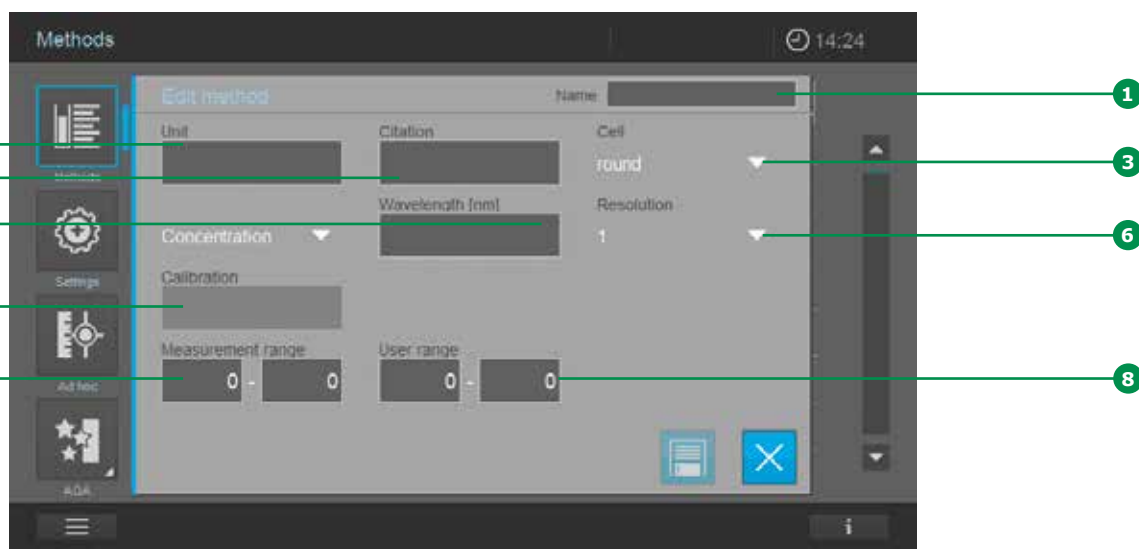 Methods 14:24
Edit method Name 1
Unit Citation Cell
round 3
Methods
Wavelength [nm] Resolution
Concentration 1 6
Settings
Calibration
Measurement range User range
Ad hoc
0 - 0 0 - 0 8
AQA
i